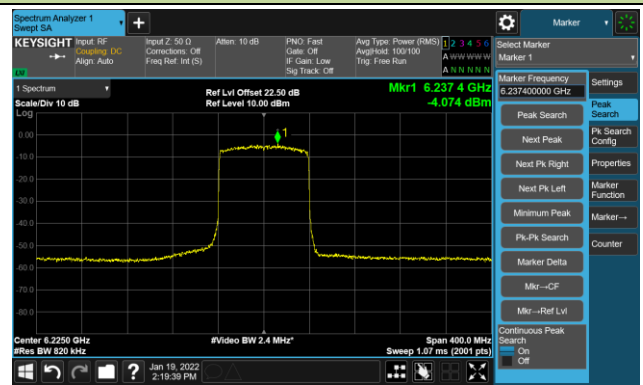 Spectrum Analyzer 1
Swept SA
+
Marker
KEYSIGHT
Input: RF
Coupling: DC
Align: Auto
Input Z: 50 Ω
Corrections: Off
Freq Ref: Int (S)
Atten: 10 dB
PNO: Fast
Gate: Off
IF Gain: Low
Sig Track: Off
Avg Type: Power (RMS)
Avg|Hold: 100/100
Trig: Free Run
1 2 3 4 5 6
A W W W W W
A N N N N N
Select Marker
Marker 1
LU
1 Spectrum
Scale/Div 10 dB
Log
Ref Lvl Offset 22.50 dB
Ref Level 10.00 dBm
Mkr1 6.237 4 GHz
-4.074 dBm
1
0.00
-10.0
-20.0
-30.0
-40.0
-50.0
-60.0
-70.0
-80.0
Center 6.2250 GHz
#Res BW 820 kHz
#Video BW 2.4 MHz*
Span 400.0 MHz
Sweep 1.07 ms (2001 pts)
Marker Frequency
6.237400000 GHz
Peak Search
Next Peak
Next Pk Right
Next Pk Left
Minimum Peak
Pk-Pk Search
Marker Delta
Mkr→CF
Mkr→Ref Lvl
Continuous Peak
Search
On
Off
Settings
Peak
Search
Pk Search
Config
Properties
Marker
Function
Marker→
Counter
?
Jan 19, 2022
2:19:39 PM